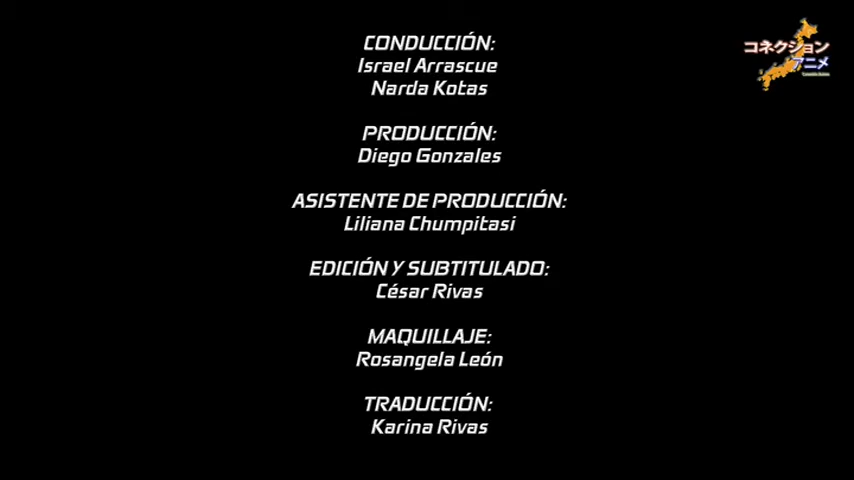 CONDUCCIÓN:
Israel Arrascue
Narda Kotas
PRODUCCIÓN:
Diego Gonzales
ASISTENTE DE PRODUCCIÓN:
Liliana Chumpitasi
EDICIÓN Y SUBTITULADO:
César Rivas
MAQUILLAJE:
Rosangela León
TRADUCCIÓN:
Karina Rivas
コネクション
アニメ